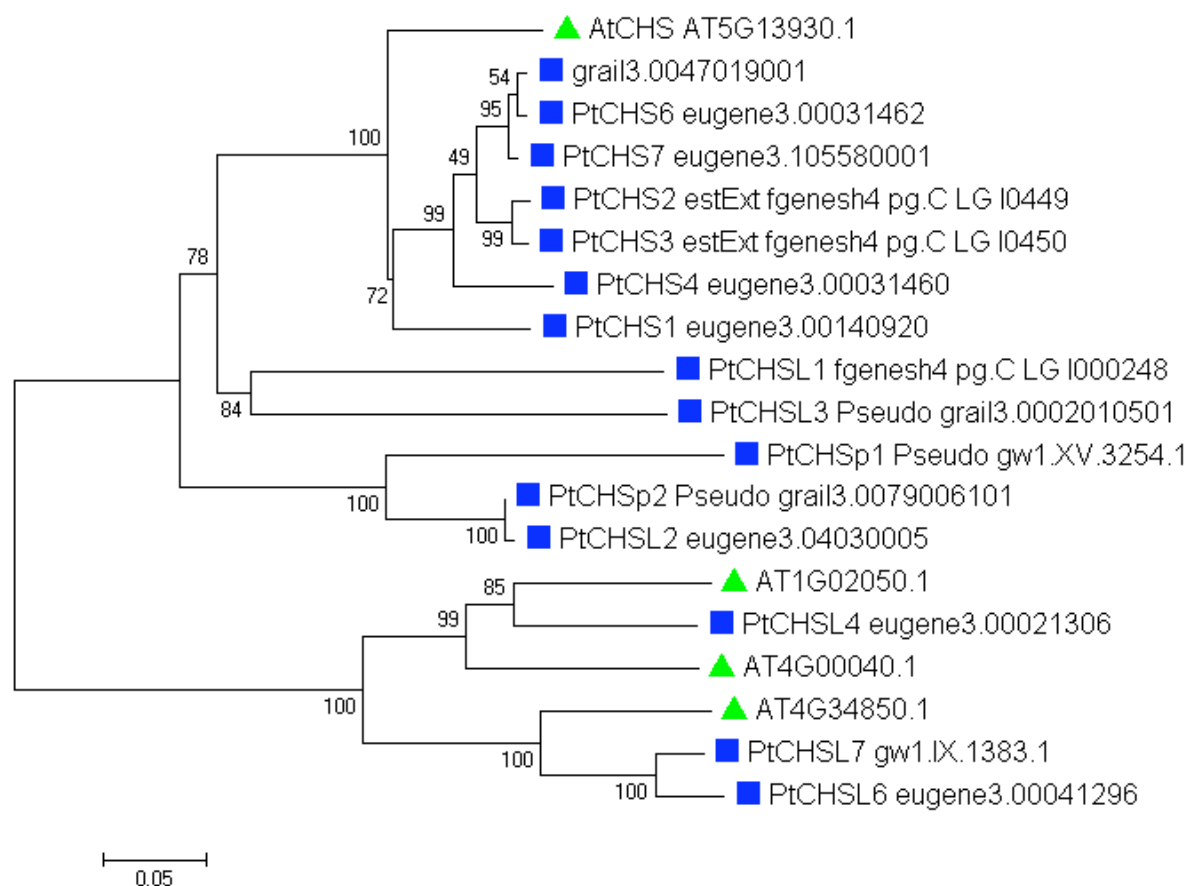 AtCHS AT5G13930.1
54
grail3.0047019001
95
PtCHS6 eugene3.00031462
100
49
PtCHS7 eugene3.105580001
99
PtCHS2 estExt fgenesh4 pg.C LG I0449
99
PtCHS3 estExt fgenesh4 pg.C LG I0450
78
72
PtCHS4 eugene3.00031460
PtCHS1 eugene3.00140920
PtCHSL1 fgenesh4 pg.C LG I000248
84
PtCHSL3 Pseudo grail3.0002010501
PtCHSp1 Pseudo gw1.XV.3254.1
100
PtCHSp2 Pseudo grail3.0079006101
100
PtCHSL2 eugene3.04030005
85
AT1G02050.1
99
PtCHSL4 eugene3.00021306
AT4G00040.1
100
AT4G34850.1
100
PtCHSL7 gw1.IX.1383.1
100
PtCHSL6 eugene3.00041296
0.05